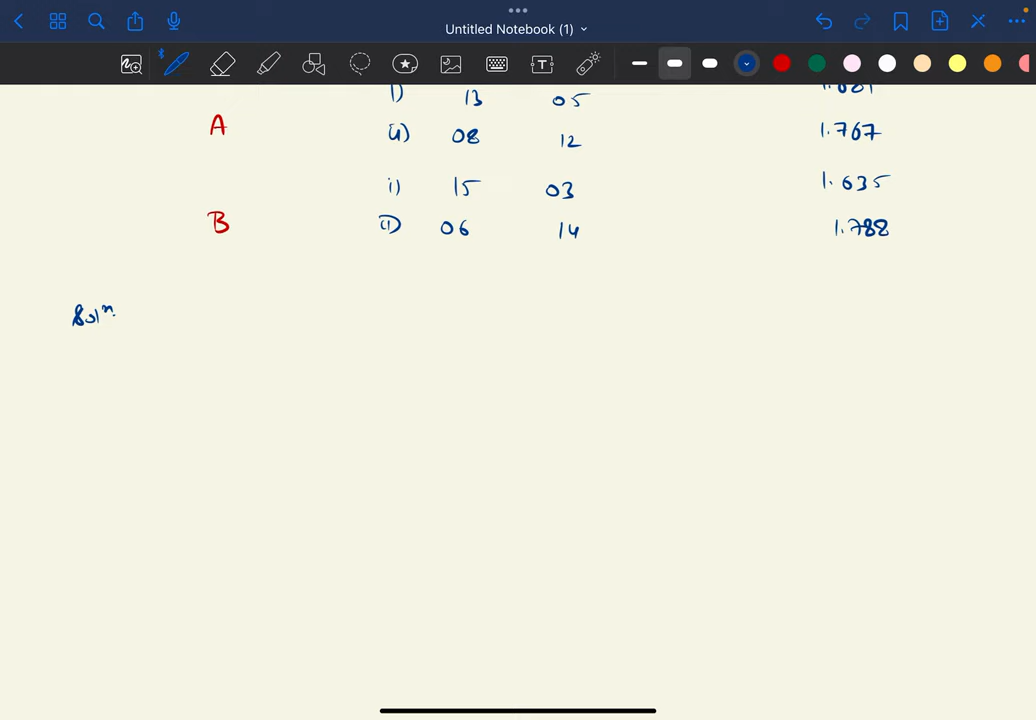 Untitled Notebook (1)
i) 13 05
A ii) 08 12 1.767
i) 15 03 1.635
B 06 14 1.788
Solⁿ.